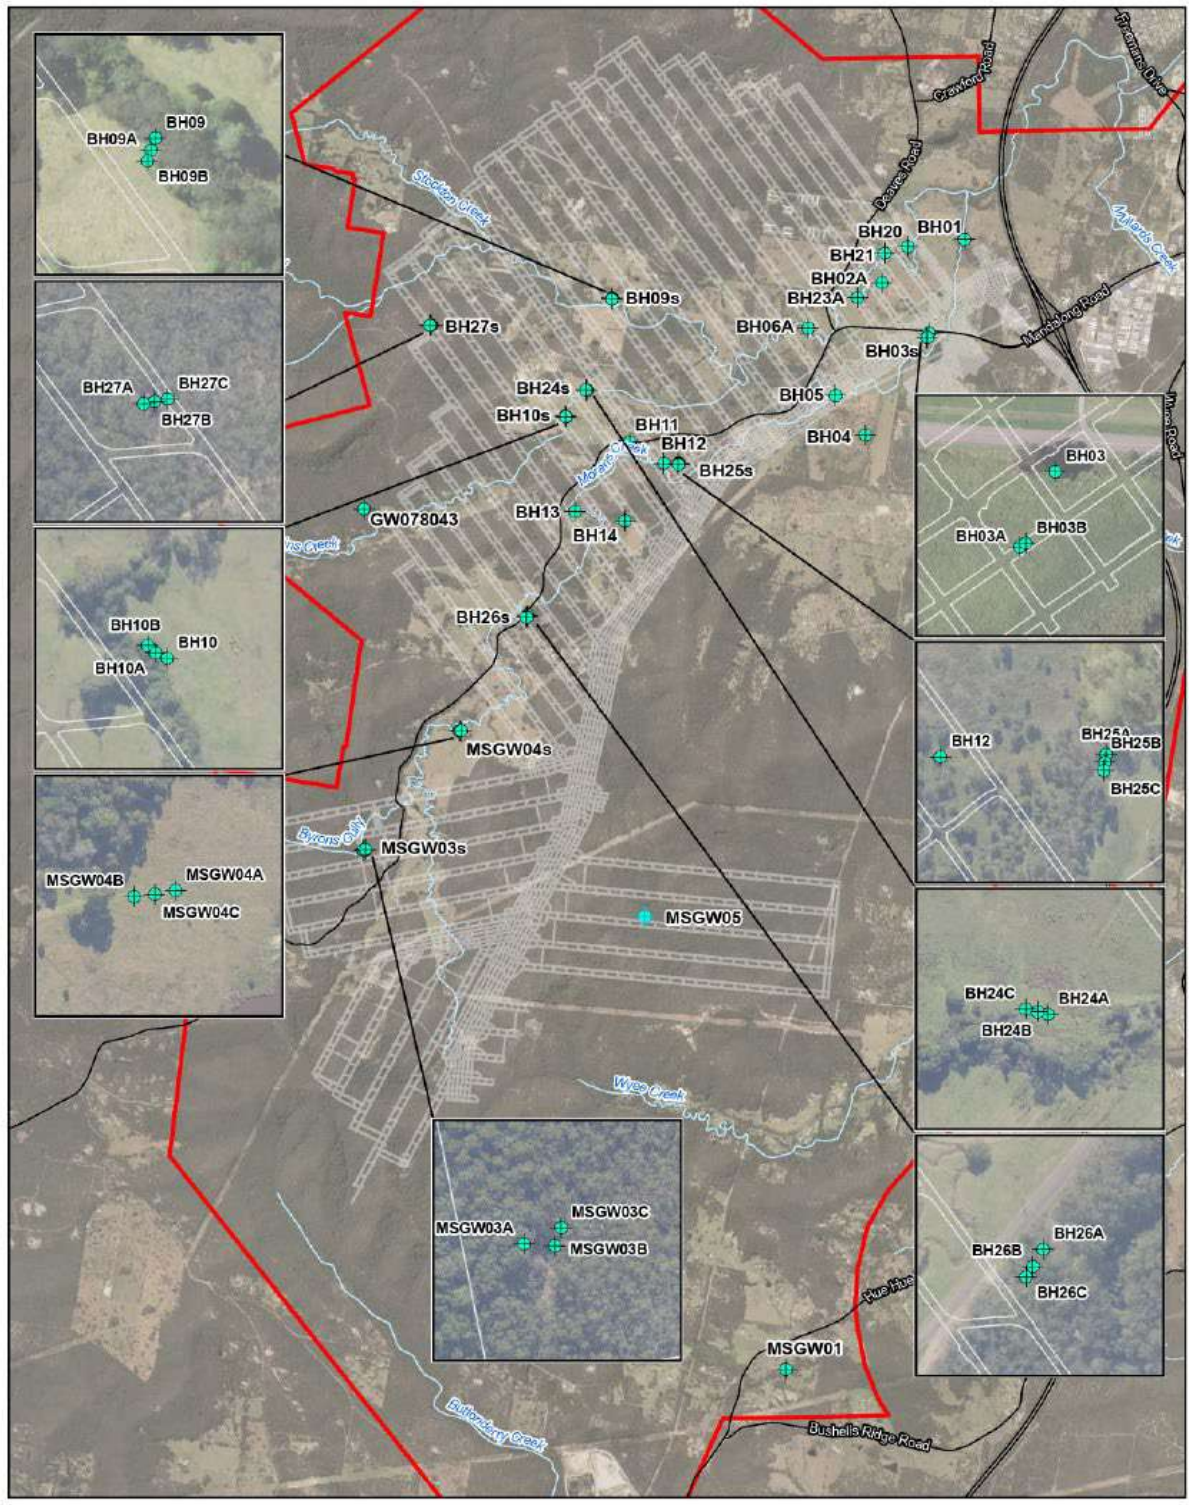 Freemans Drive
Crawford Road
Deaves Road
BH09
BH09A
BH09B
Stockton Creek
Mullards Creek
BH20
BH01
BH21
BH02A
BH23A
BH09s
BH27s
BH06A
Mandalong Road
BH03s
BH27A
BH27C
BH27B
BH24s
BH10s
BH05
BH11
BH12
BH25s
BH04
Morans Creek
BH03
BH03B
BH03A
GW078043
BH13
BH14
ns Creek
BH26s
BH10B
BH10
BH10A
MSGW04s
BH12
BH25A
BH25B
BH25C
Byrons Gully
MSGW03s
MSGW04B
MSGW04A
MSGW04C
MSGW05
BH24C
BH24A
BH24B
Wyee Creek
MSGW03A
MSGW03C
MSGW03B
BH26A
BH26B
BH26C
Hue Hue
MSGW01
Buttonderry Creek
Bushells Ridge Road